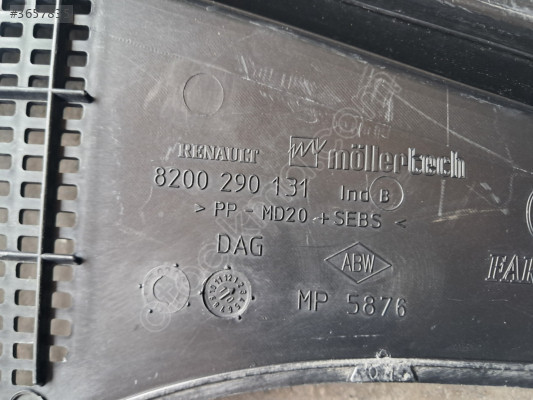 RENAULT möllertech
8200 290 131 Ind B
> PP - MD20 + SEBS <
DAG ABW
MP 5876